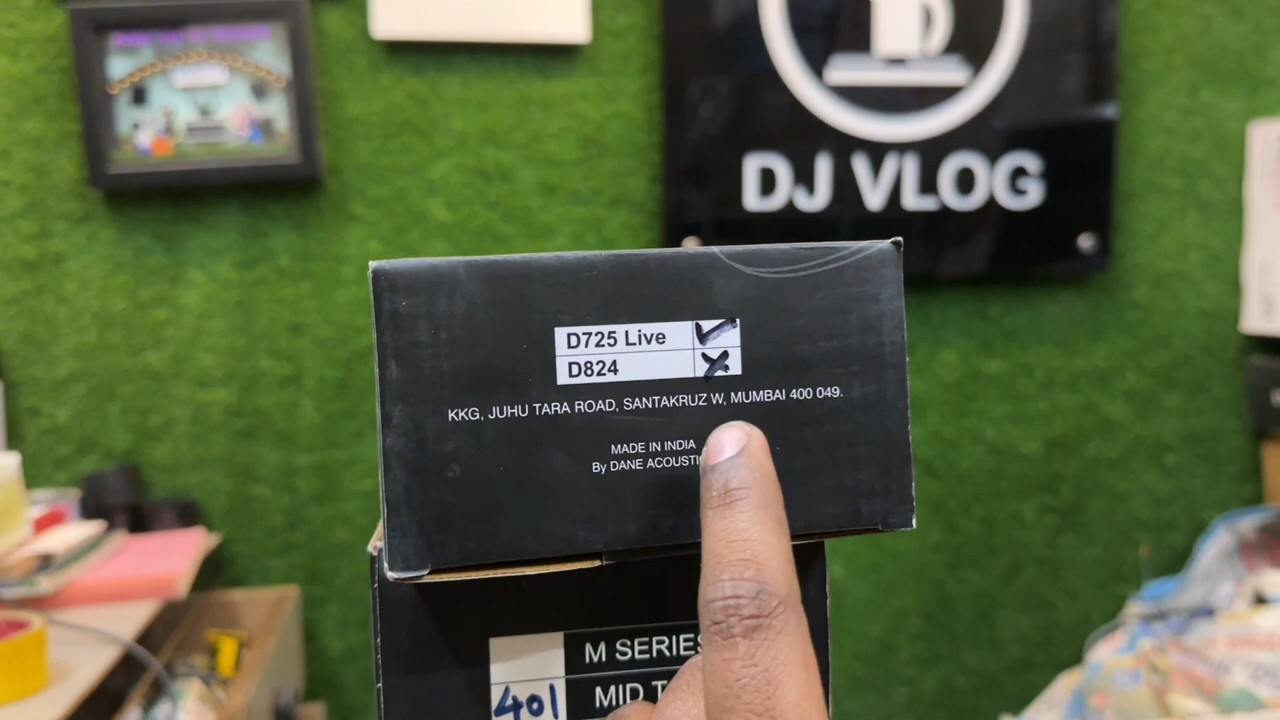 DJ VLOG
D725 Live
D824
KKG, JUHU TARA ROAD, SANTAKRUZ W, MUMBAI 400 049.
MADE IN INDIA
By DANE
M SERIES
401 MID